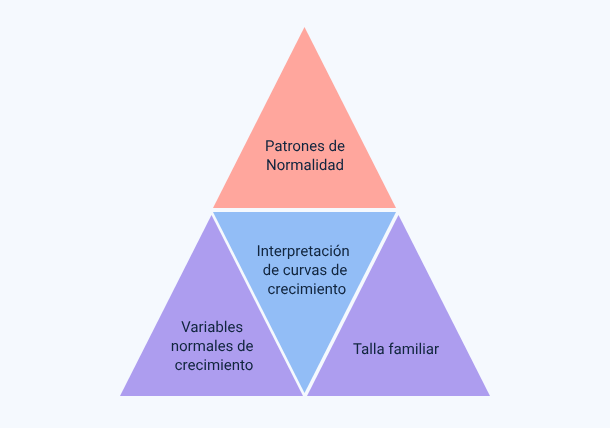 Patrones de
Normalidad
Interpretación
de curvas de
crecimiento
Variables
normales de
crecimiento
Talla familiar